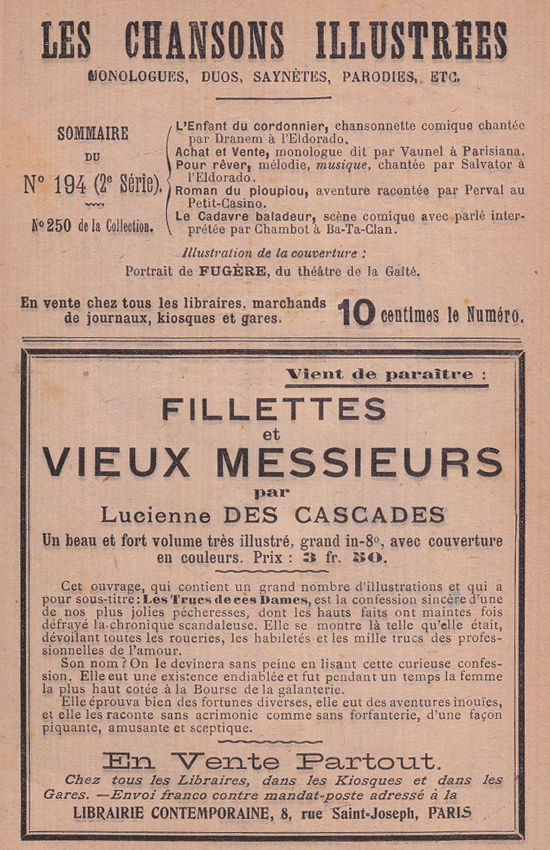 LES CHANSONS ILLUSTRÉES
MONOLOGUES, DUOS, SAYNÈTES, PARODIES, ETC.
SOMMAIRE
DU
N° 194 (2e Série).
N° 250 de la Collection.
L'Enfant du cordonnier, chansonnette comique chantée
par Dranem à l'Eldorado.
Achat et Vente, monologue dit par Vaunel à Parisiana.
Pour rêver, mélodie, musique, chantée par Salvator à
l'Eldorado.
Roman du pioupiou, aventure racontée par Perval au
Petit-Casino.
Le Cadavre baladeur, scène comique avec parlé inter-
prétée par Chambot à Ba-Ta-Clan.
Illustration de la couverture :
Portrait de FUGÈRE, du théâtre de la Gaîté.
En vente chez tous les libraires, marchands
de journaux, kiosques et gares.
10 centimes le Numéro.
Vient de paraître :
FILLETTES
et
VIEUX MESSIEURS
par
Lucienne DES CASCADES
Un beau et fort volume très illustré, grand in-8°, avec couverture
en couleurs. Prix : 3 fr. 50.
Cet ouvrage, qui contient un grand nombre d'illustrations et qui a
pour sous-titre : Les Trucs de ces Dames, est la confession sincère d'une
de nos plus jolies pécheresses, dont les hauts faits ont maintes fois
défrayé la chronique scandaleuse. Elle se montre là telle qu'elle était,
dévoilant toutes les roueries, les habiletés et les mille trucs des profes-
sionnelles de l'amour.
Son nom ? On le devinera sans peine en lisant cette curieuse confes-
sion. Elle eut une existence endiablée et fut pendant un temps la femme
la plus haut cotée à la Bourse de la galanterie.
Elle éprouva bien des fortunes diverses, elle eut des aventures inouïes,
et elle les raconte sans acrimonie comme sans forfanterie, d'une façon
piquante, amusante et sceptique.
En Vente Partout.
Chez tous les Libraires, dans les Kiosques et dans les
Gares. — Envoi franco contre mandat-poste adressé à la
LIBRAIRIE CONTEMPORAINE, 8, rue Saint-Joseph, PARIS